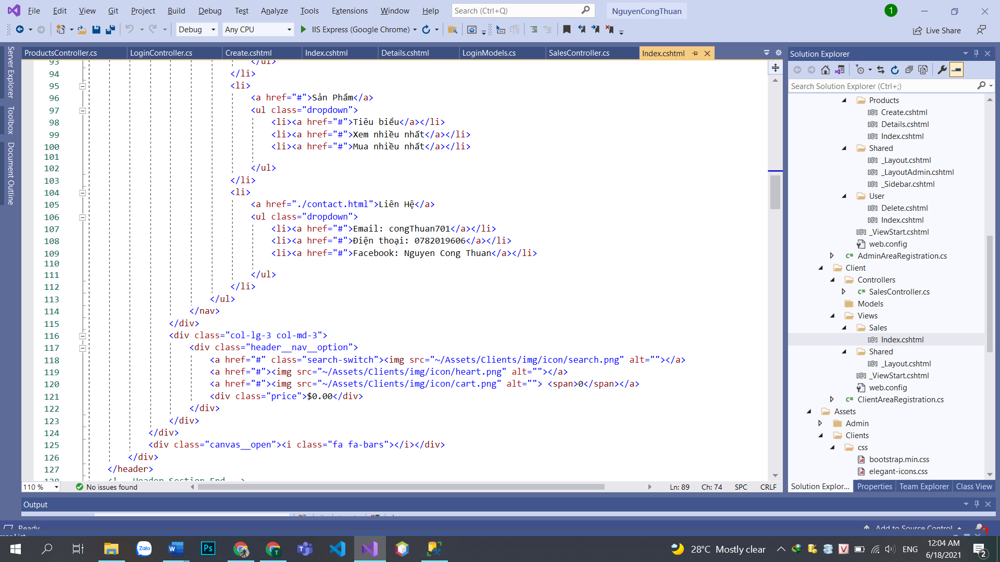 File Edit View Git Project Build Debug Test Analyze Tools Extensions Window Help Search (Ctrl+Q) NguyenCongThuan 1
Debug Any CPU IIS Express (Google Chrome) Live Share
Server Explorer
Toolbox
Document Outline
ProductsController.cs LoginController.cs Create.cshtml Index.cshtml Details.cshtml LoginModels.cs SalesController.cs Index.cshtml
93 </ul>
94 </li>
95 <li>
96 <a href="#">Sản Phẩm</a>
97 <ul class="dropdown">
98 <li><a href="#">Tiêu biểu</a></li>
99 <li><a href="#">Xem nhiều nhất</a></li>
100 <li><a href="#">Mua nhiều nhất</a></li>
101
102 </ul>
103 </li>
104 <li>
105 <a href="./contact.html">Liên Hệ</a>
106 <ul class="dropdown">
107 <li><a href="#">Email: congThuan701</a></li>
108 <li><a href="#">Điện thoại: 0782019606</a></li>
109 <li><a href="#">Facebook: Nguyen Cong Thuan</a></li>
110
111 </ul>
112 </li>
113 </ul>
114 </nav>
115 </div>
116 <div class="col-lg-3 col-md-3">
117 <div class="header__nav__option">
118 <a href="#" class="search-switch"><img src="~/Assets/Clients/img/icon/search.png" alt=""></a>
119 <a href="#"><img src="~/Assets/Clients/img/icon/heart.png" alt=""></a>
120 <a href="#"><img src="~/Assets/Clients/img/icon/cart.png" alt=""> <span>0</span></a>
121 <div class="price">$0.00</div>
122 </div>
123 </div>
124 </div>
125 <div class="canvas__open"><i class="fa fa-bars"></i></div>
126 </div>
127 </header>
128 <!-- Header Section End -->
110 % No issues found Ln: 89 Ch: 74 SPC CRLF
Solution Explorer
Search Solution Explorer (Ctrl+;)
Products
Create.cshtml
Details.cshtml
Index.cshtml
Shared
_Layout.cshtml
_LayoutAdmin.cshtml
_Sidebar.cshtml
User
Delete.cshtml
Index.cshtml
_ViewStart.cshtml
web.config
AdminAreaRegistration.cs
Client
Controllers
SalesController.cs
Models
Views
Sales
Index.cshtml
Shared
_Layout.cshtml
_ViewStart.cshtml
web.config
ClientAreaRegistration.cs
Assets
Admin
Clients
css
bootstrap.min.css
elegant-icons.css
Solution Explor... Properties Team Explorer Class View
Output
Ready Add to Source Control
28°C Mostly clear ENG 12:04 AM
6/18/2021 2